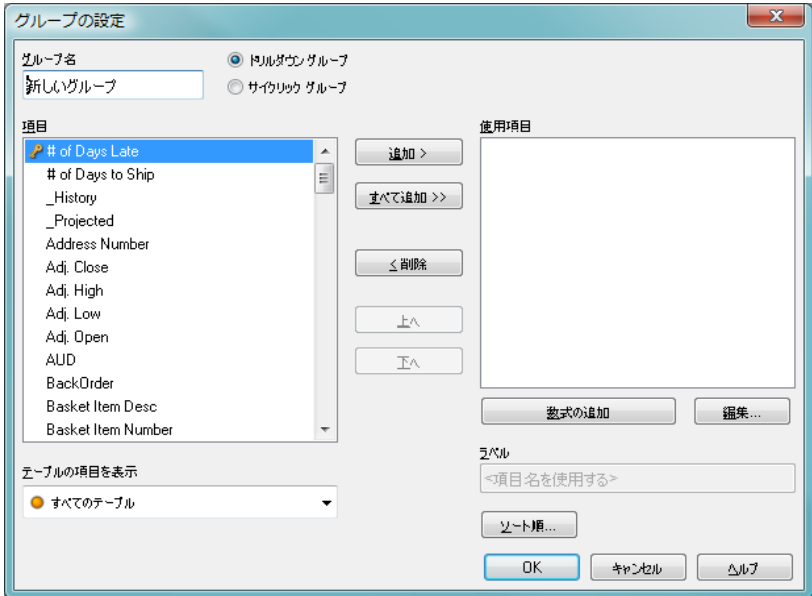 グループの設定
グループ名
新しいグループ
ドリルダウン グループ
サイクリック グループ
項目
# of Days Late
# of Days to Ship
_History
_Projected
Address Number
Adj. Close
Adj. High
Adj. Low
Adj. Open
AUD
BackOrder
Basket Item Desc
Basket Item Number
追加 >
すべて追加 >>
< 削除
上へ
下へ
使用項目
数式の追加
編集...
テーブルの項目を表示
すべてのテーブル
ラベル
<項目名を使用する>
ソート順...
OK
キャンセル
ヘルプ